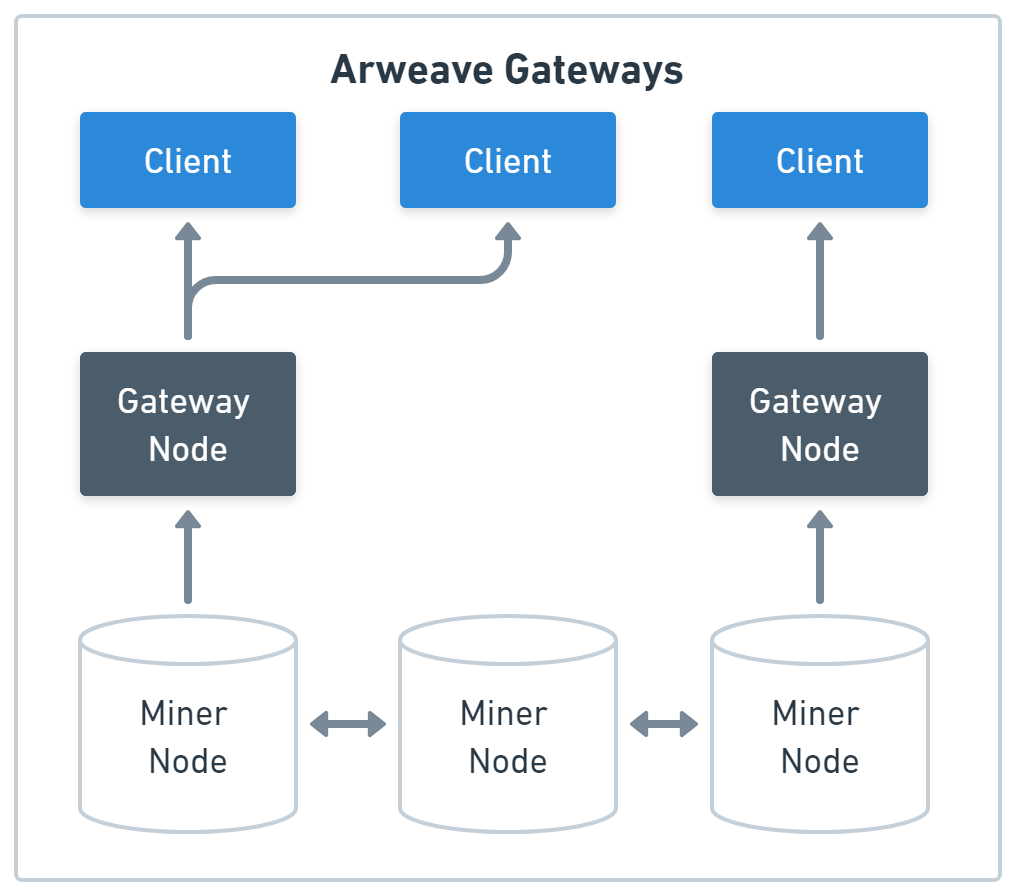 Arweave Gateways
Client
Client
Client
Gateway
Node
Gateway
Node
Miner
Node
Miner
Node
Miner
Node